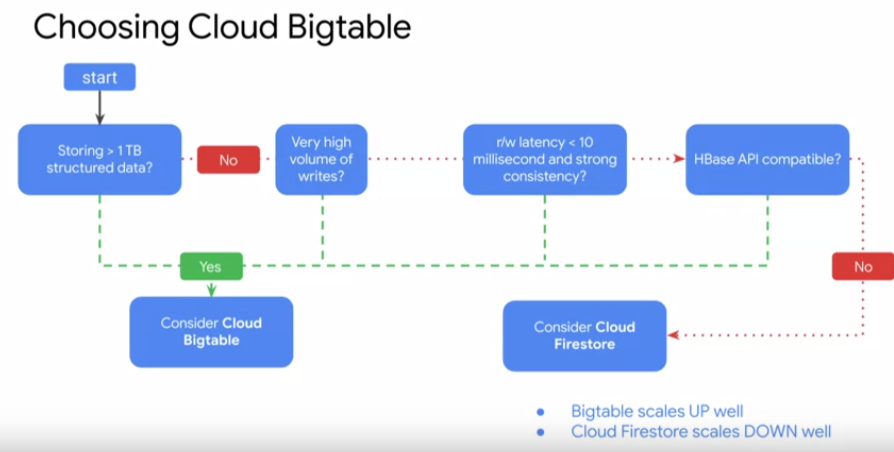 Choosing Cloud Bigtable
start
Storing > 1 TB
structured data?
No
Very high
volume of
writes?
r/w latency < 10
millisecond and strong
consistency?
HBase API compatible?
Yes
No
Consider Cloud
Bigtable
Consider Cloud
Firestore
• Bigtable scales UP well
• Cloud Firestore scales DOWN well